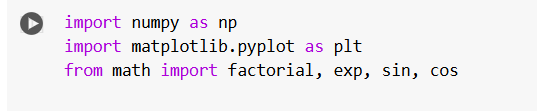 import numpy as np
import matplotlib.pyplot as plt
from math import factorial, exp, sin, cos